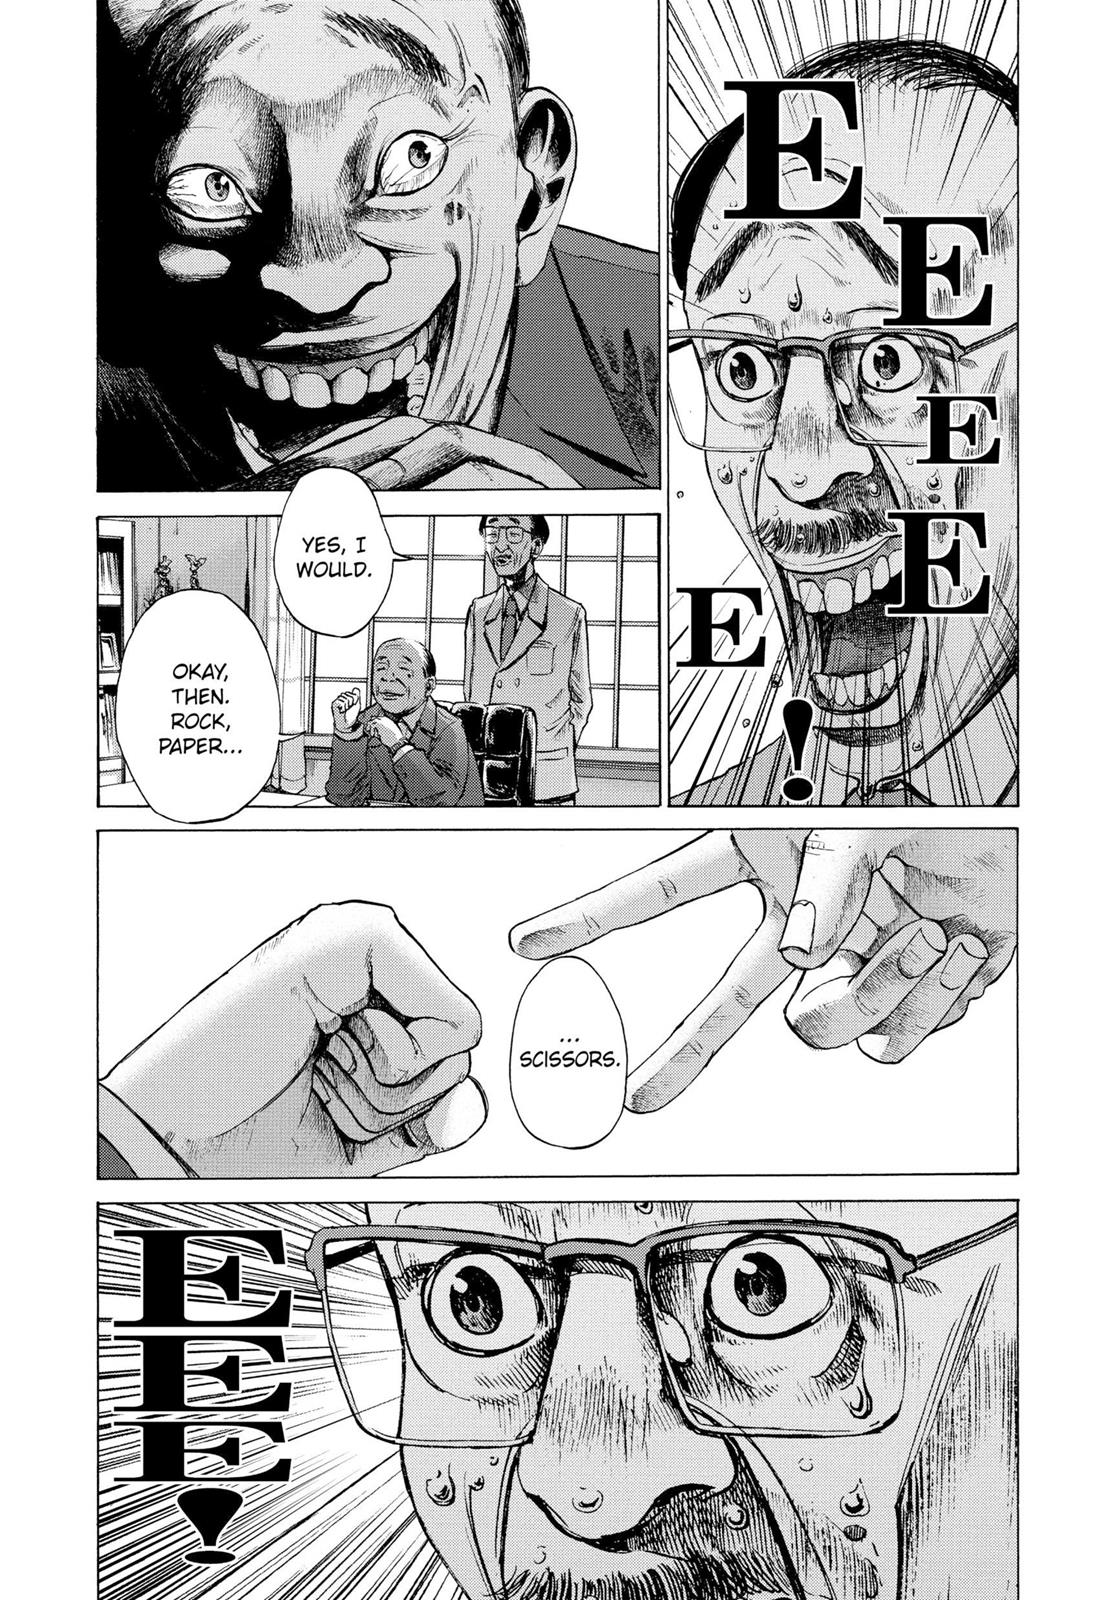 E
E
E
E
E
!
YES, I
WOULD.
OKAY,
THEN.
ROCK,
PAPER...
...
SCISSORS.
E
E
E
!